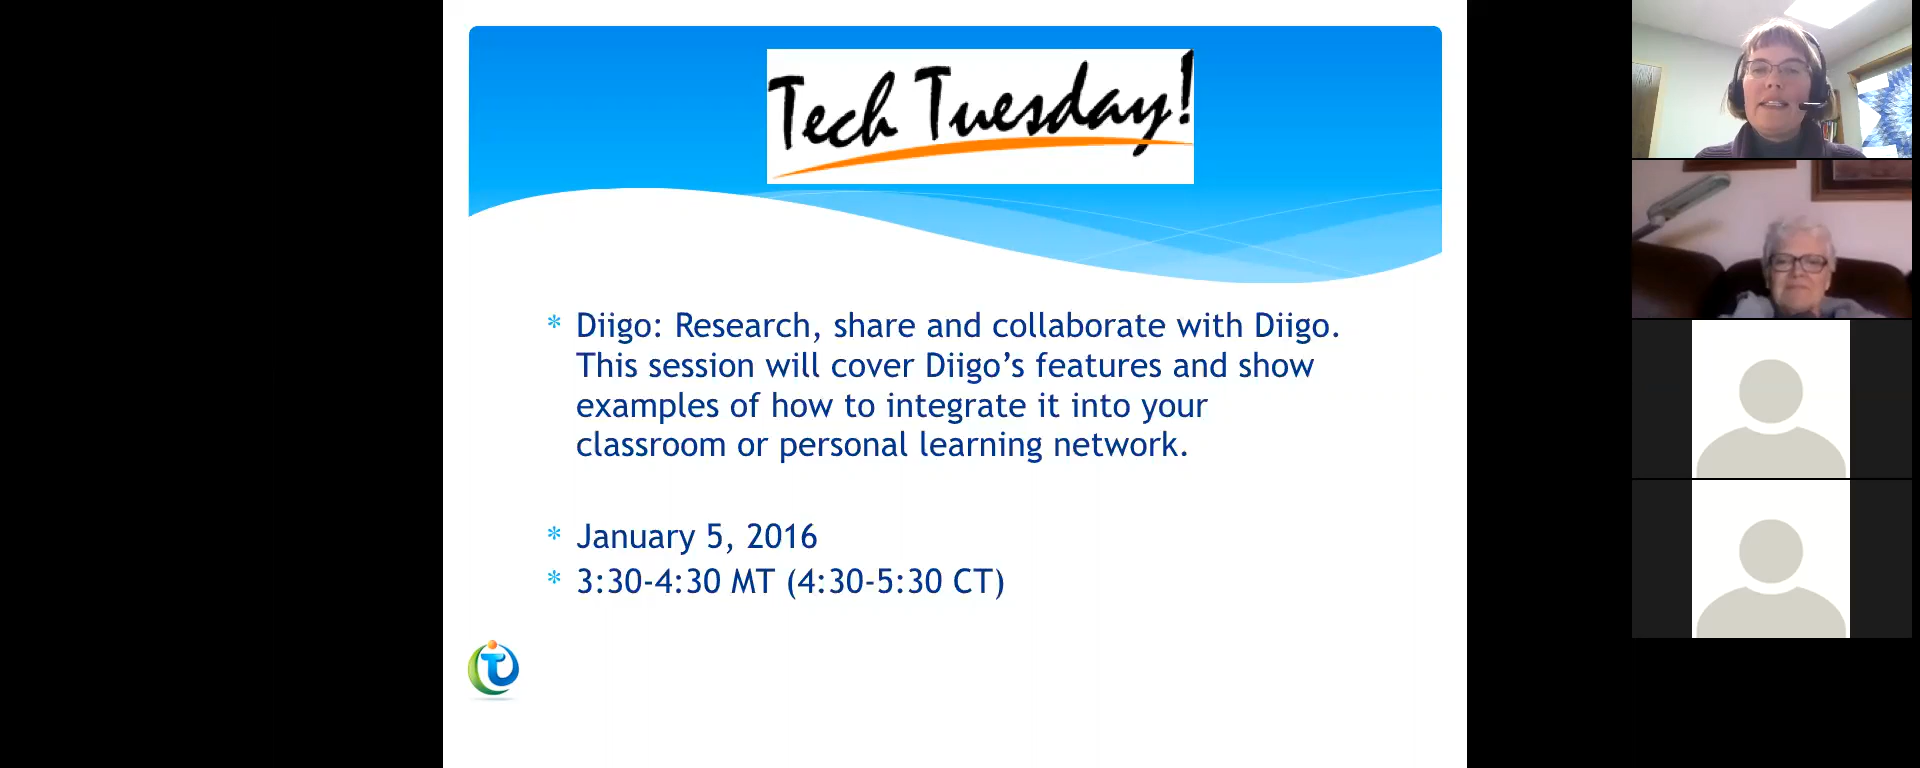 Tech Tuesday!
* Diigo: Research, share and collaborate with Diigo.
This session will cover Diigo’s features and show
examples of how to integrate it into your
classroom or personal learning network.
* January 5, 2016
* 3:30-4:30 MT (4:30-5:30 CT)